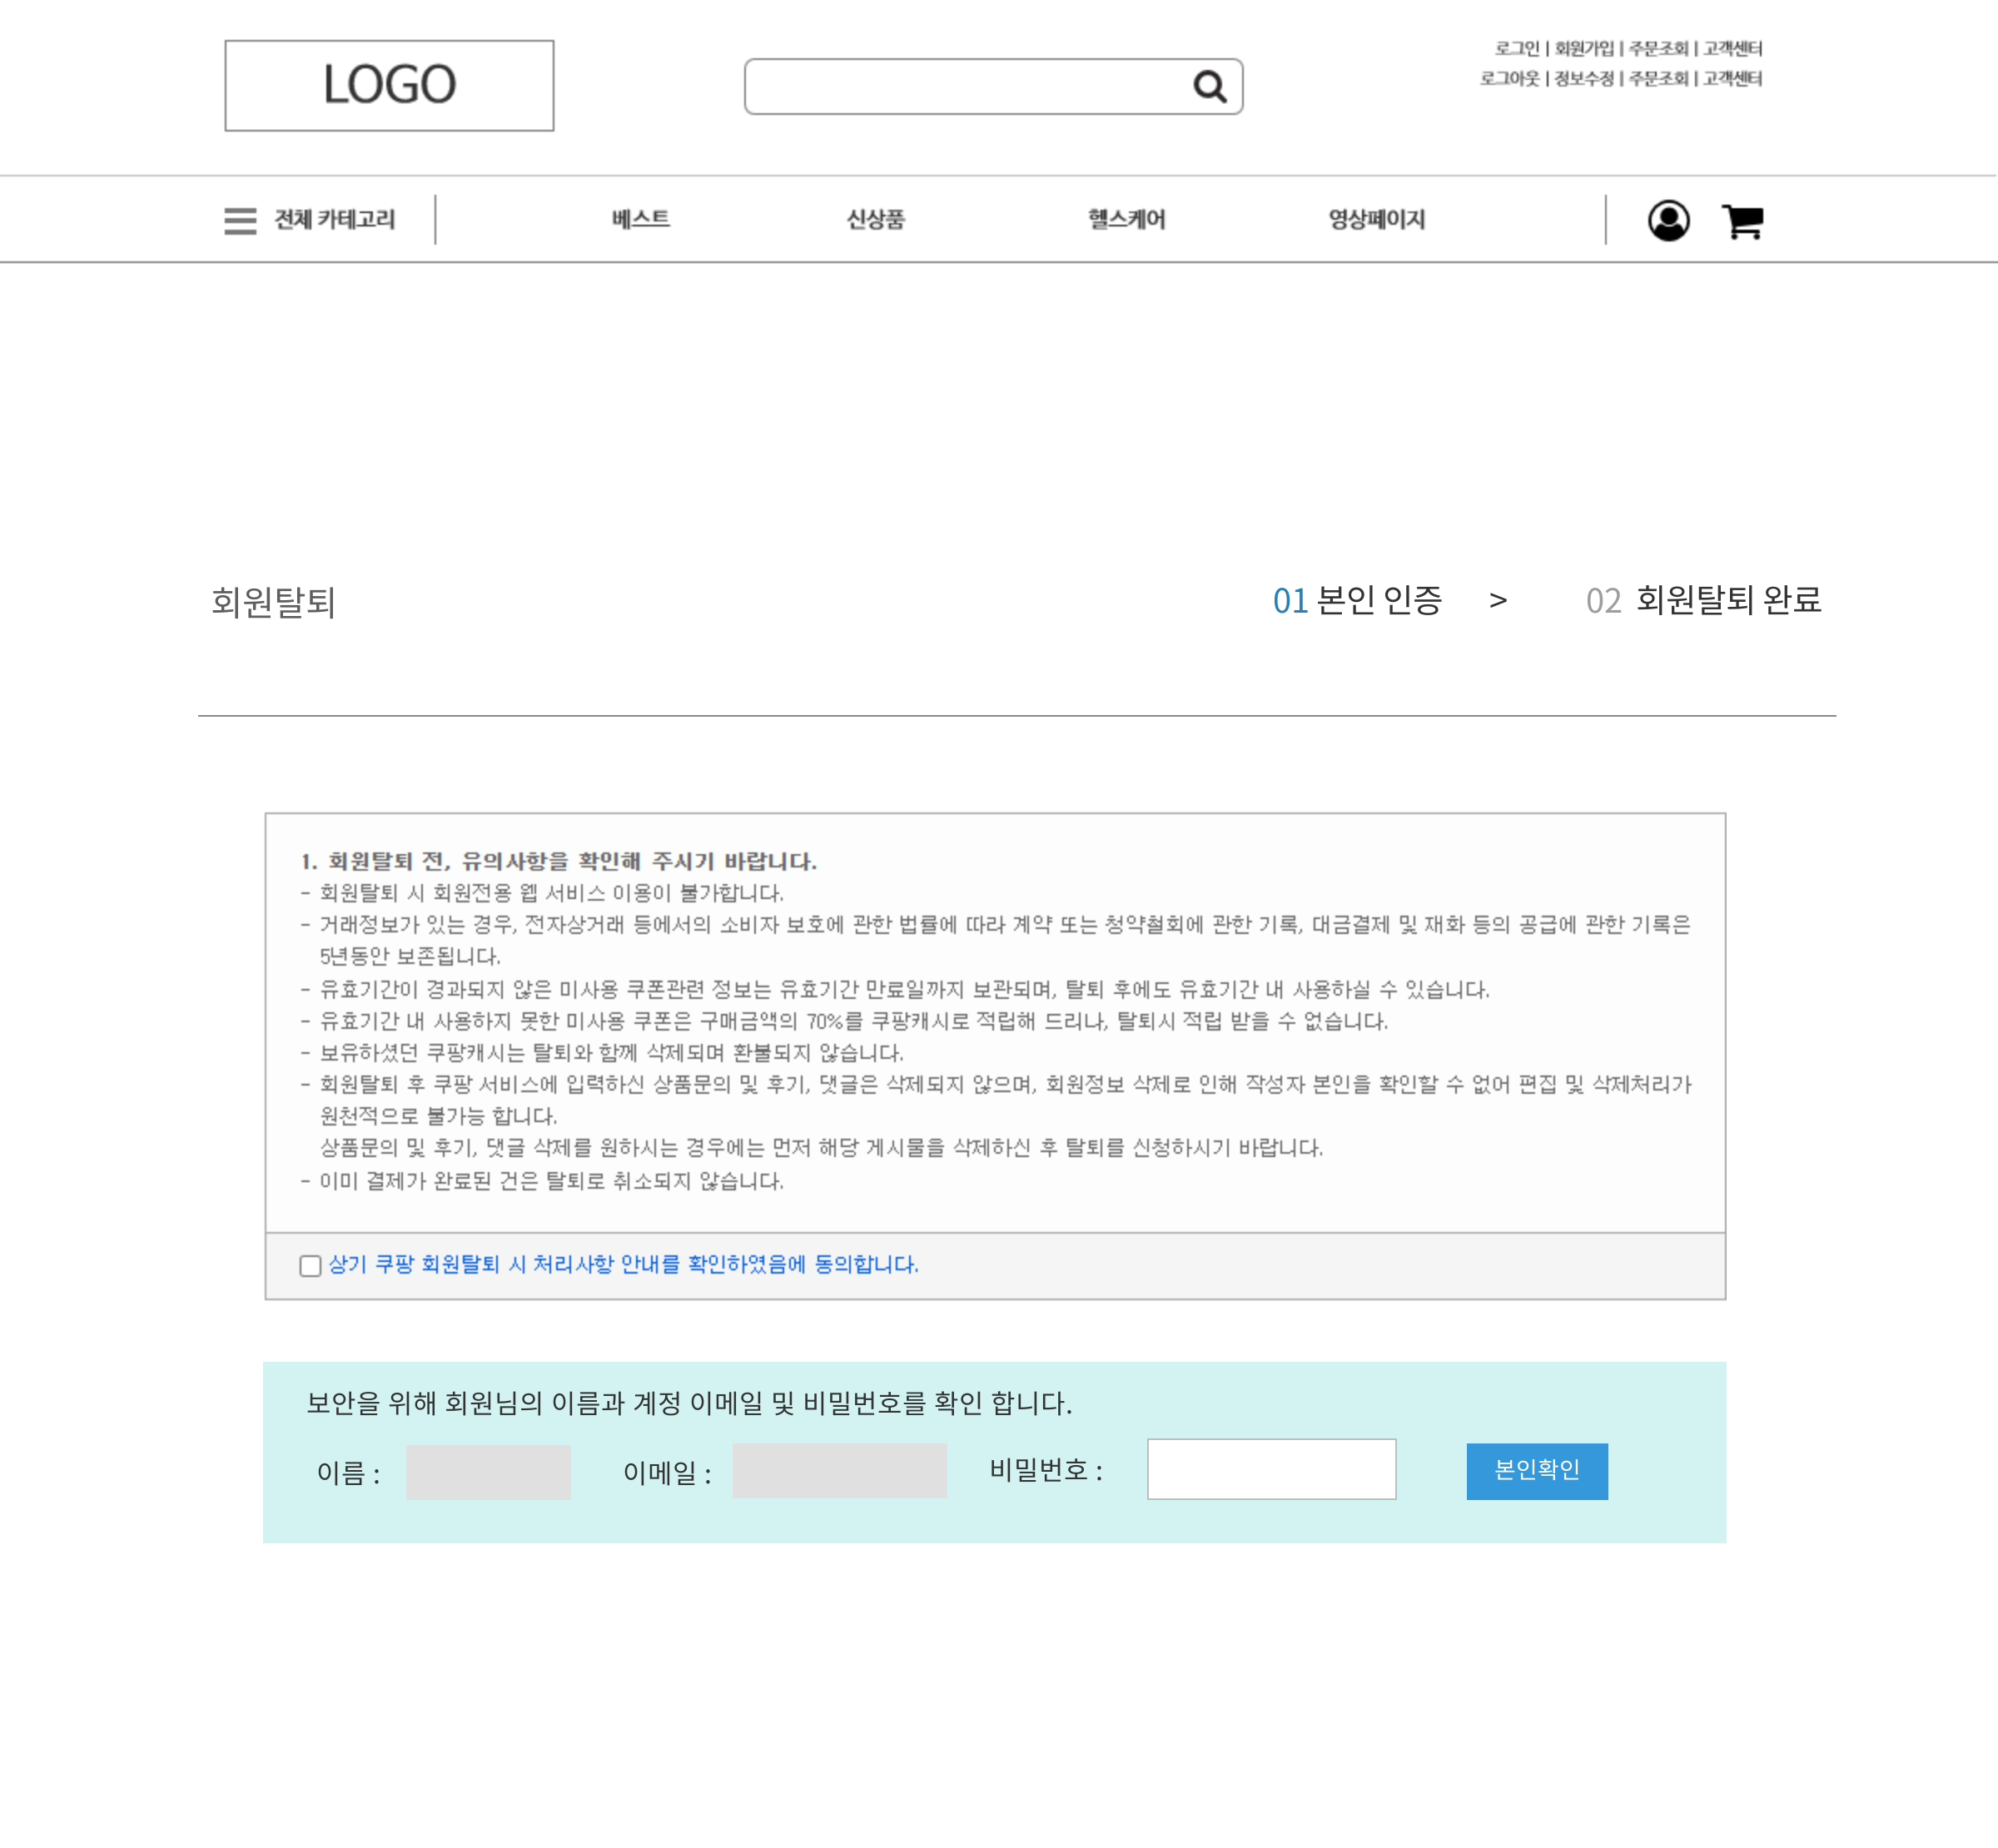 LOGO
로그인 | 회원가입 | 주문조회 | 고객센터
로그아웃 | 정보수정 | 주문조회 | 고객센터
전체 카테고리
베스트
신상품
헬스케어
영상페이지
회원탈퇴
01 본인 인증 > 02 회원탈퇴 완료
1. 회원탈퇴 전, 유의사항을 확인해 주시기 바랍니다.
- 회원탈퇴 시 회원전용 웹 서비스 이용이 불가합니다.
- 거래정보가 있는 경우, 전자상거래 등에서의 소비자 보호에 관한 법률에 따라 계약 또는 청약철회에 관한 기록, 대금결제 및 재화 등의 공급에 관한 기록은
5년동안 보존됩니다.
- 유효기간이 경과되지 않은 미사용 쿠폰관련 정보는 유효기간 만료일까지 보관되며, 탈퇴 후에도 유효기간 내 사용하실 수 있습니다.
- 유효기간 내 사용하지 못한 미사용 쿠폰은 구매금액의 70%를 쿠팡캐시로 적립해 드리나, 탈퇴시 적립 받을 수 없습니다.
- 보유하셨던 쿠팡캐시는 탈퇴와 함께 삭제되며 환불되지 않습니다.
- 회원탈퇴 후 쿠팡 서비스에 입력하신 상품문의 및 후기, 댓글은 삭제되지 않으며, 회원정보 삭제로 인해 작성자 본인을 확인할 수 없어 편집 및 삭제처리가
원천적으로 불가능 합니다.
상품문의 및 후기, 댓글 삭제를 원하시는 경우에는 먼저 해당 게시물을 삭제하신 후 탈퇴를 신청하시기 바랍니다.
- 이미 결제가 완료된 건은 탈퇴로 취소되지 않습니다.
상기 쿠팡 회원탈퇴 시 처리사항 안내를 확인하였음에 동의합니다.
보안을 위해 회원님의 이름과 계정 이메일 및 비밀번호를 확인 합니다.
이름 :
이메일 :
비밀번호 :
본인확인